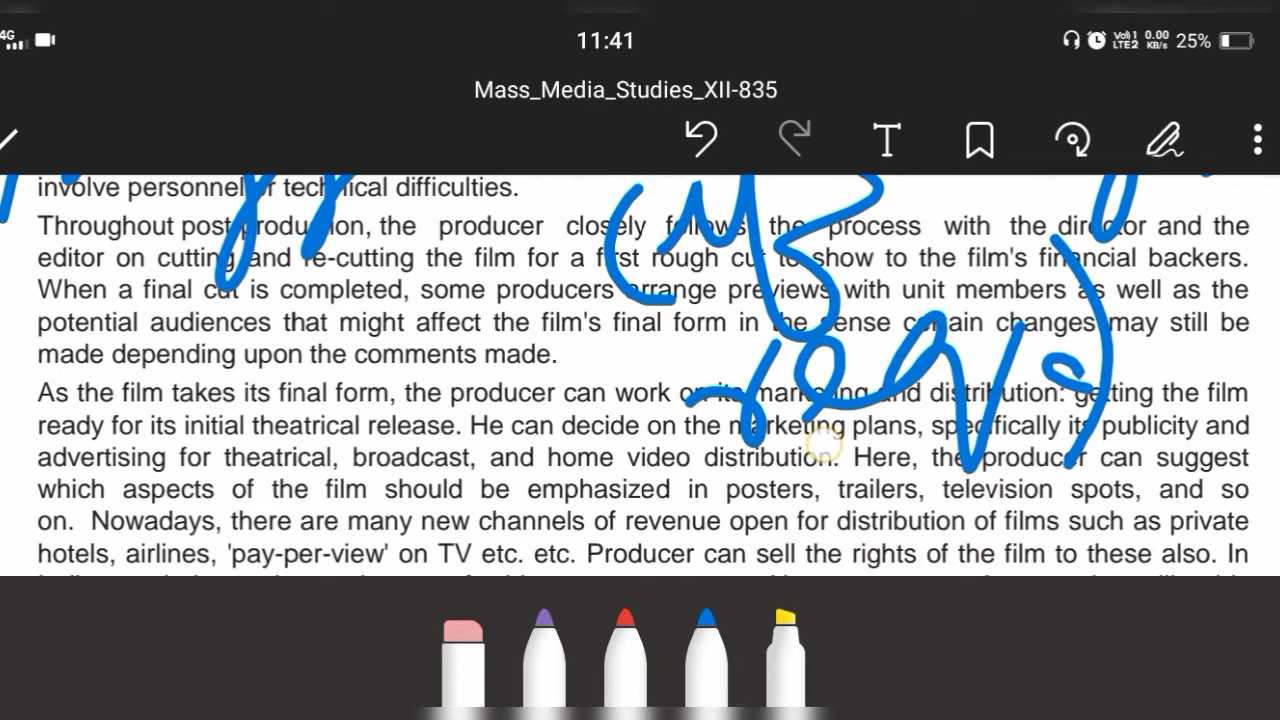 4G 11:41 Vo) 1 LTE2 0.00 KB/s 25%
Mass_Media_Studies_XII-835
T
involve personnel or technical difficulties.
Throughout post production, the producer closely follows the process with the director and the
editor on cutting and re-cutting the film for a first rough cut to show to the film's financial backers.
When a final cut is completed, some producers arrange previews with unit members as well as the
potential audiences that might affect the film's final form in the sense certain changes may still be
made depending upon the comments made.
As the film takes its final form, the producer can work on its marketing and distribution: getting the film
ready for its initial theatrical release. He can decide on the marketing plans, specifically its publicity and
advertising for theatrical, broadcast, and home video distribution. Here, the producer can suggest
which aspects of the film should be emphasized in posters, trailers, television spots, and so
on. Nowadays, there are many new channels of revenue open for distribution of films such as private
hotels, airlines, 'pay-per-view' on TV etc. etc. Producer can sell the rights of the film to these also. In